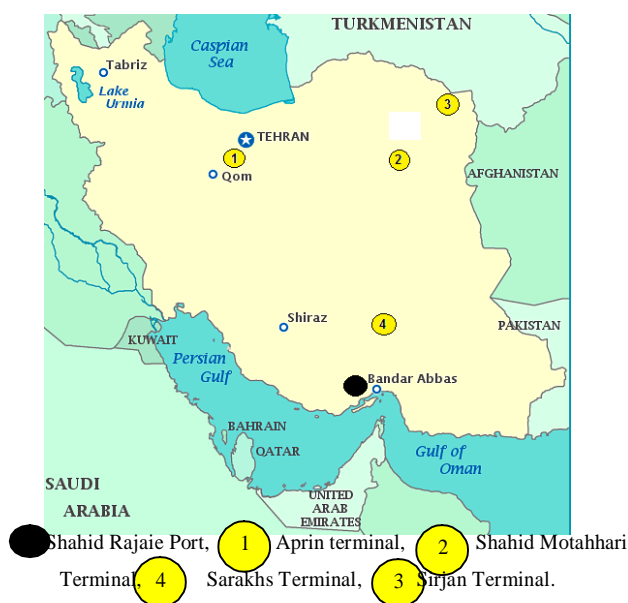 TURKMENISTAN
Caspian
Sea
Tabriz
Lake
Urmia
3
TEHRAN
1
2
Qom
AFGHANISTAN
Shiraz
4
PAKISTAN
KUWAIT
Persian
Gulf
Bandar Abbas
BAHRAIN
QATAR
Gulf of
Oman
SAUDI
ARABIA
UNITED
ARAB
EMIRATES
Shahid Rajaie Port, 1 Aprin terminal, 2 Shahid Motahhari
Terminal, 4 Sarakhs Terminal, 3 Sirjan Terminal.